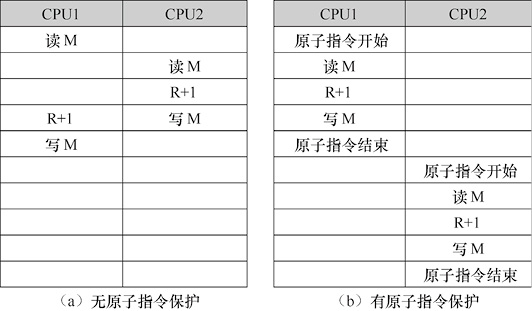 CPU1 CPU2
读 M
读 M
R+1
R+1 写 M
写 M
(a)无原子指令保护
CPU1 CPU2
原子指令开始
读 M
R+1
写 M
原子指令结束
原子指令开始
读 M
R+1
写 M
原子指令结束
(b)有原子指令保护